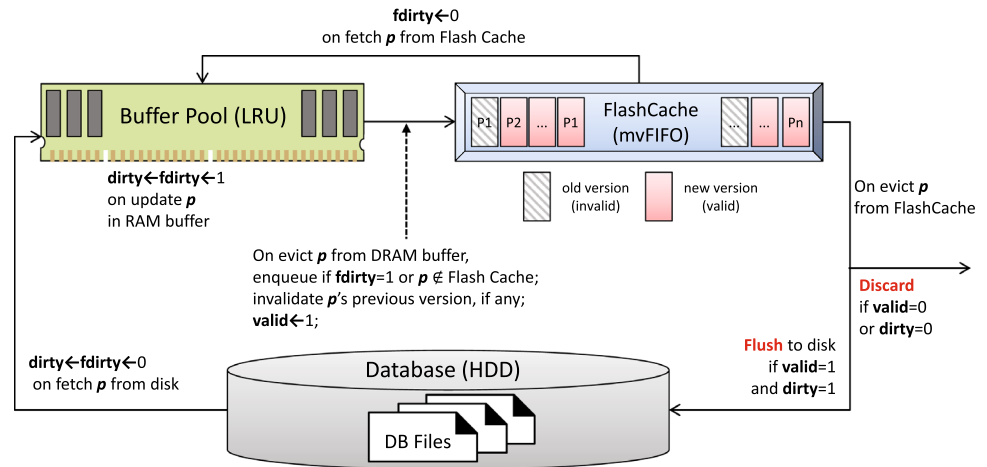 fdirty←0
on fetch p from Flash Cache
Buffer Pool (LRU)
P1 P2 ... P1
FlashCache
(mvFIFO)
... ... Pn
dirty←fdirty←1
on update p
in RAM buffer
old version
(invalid)
new version
(valid)
On evict p
from FlashCache
On evict p from DRAM buffer,
enqueue if fdirty=1 or p ∉ Flash Cache;
invalidate p's previous version, if any;
valid←1;
Discard
if valid=0
or dirty=0
Flush to disk
if valid=1
and dirty=1
dirty←fdirty←0
on fetch p from disk
Database (HDD)
DB Files